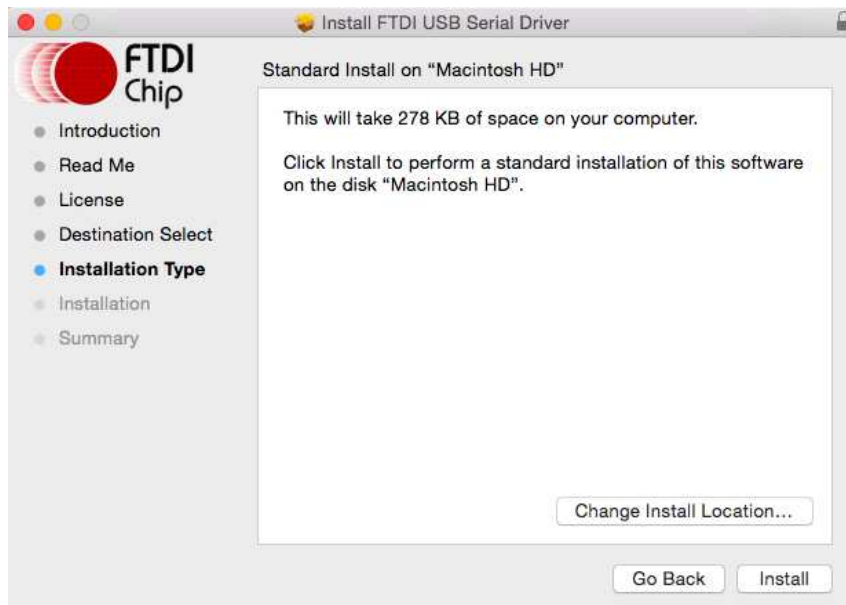 Install FTDI USB Serial Driver
FTDI
Chip
Introduction
Read Me
License
Destination Select
Installation Type
Installation
Summary
Standard Install on “Macintosh HD”
This will take 278 KB of space on your computer.
Click Install to perform a standard installation of this software
on the disk “Macintosh HD”.
Change Install Location...
Go Back
Install